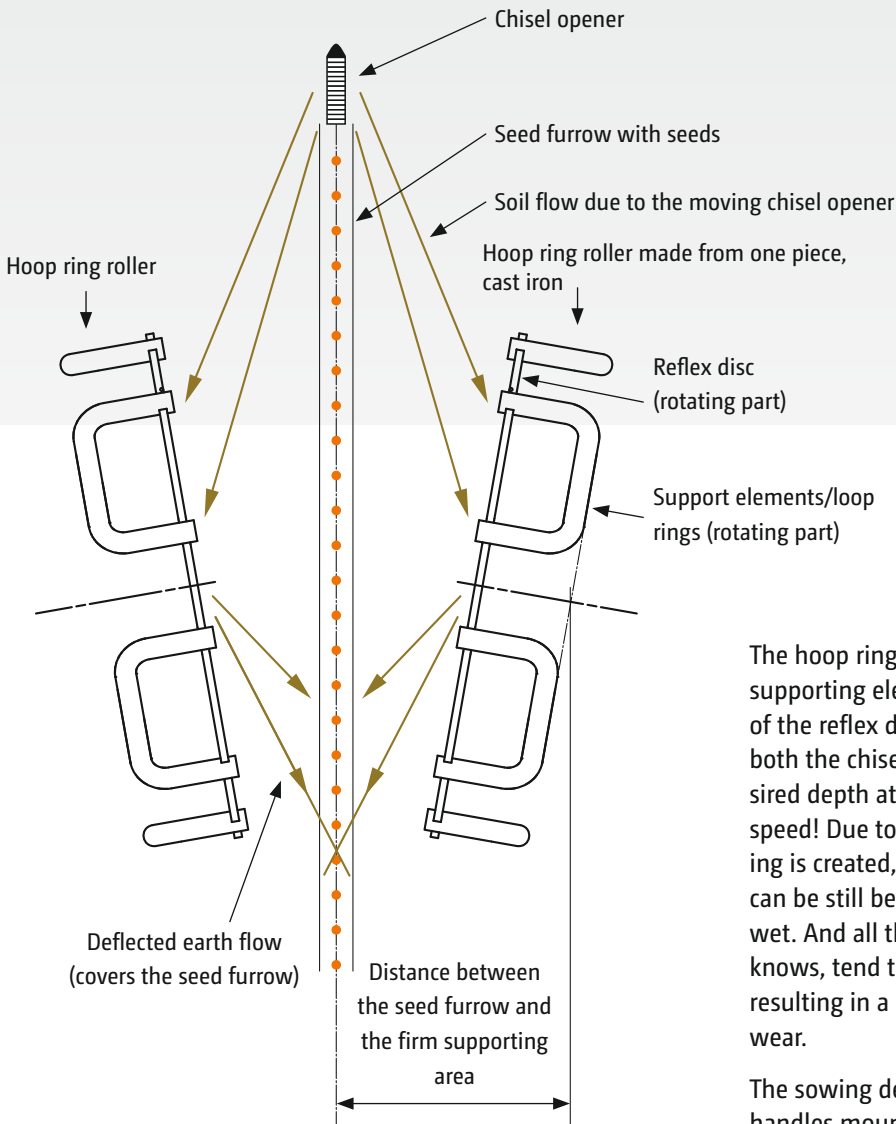 Chisel opener
Seed furrow with seeds
Soil flow due to the moving chisel opener
Hoop ring roller
Hoop ring roller made from one piece,
cast iron
Reflex disc
(rotating part)
Support elements/loop
rings (rotating part)
Deflected earth flow
(covers the seed furrow)
Distance between
the seed furrow and
the firm supporting
area
The hoop ring
supporting ele
of the reflex d
both the chise
sired depth at
speed! Due to
ing is created,
can be still be
wet. And all th
knows, tend t
resulting in a
wear.
The sowing de
handles moun